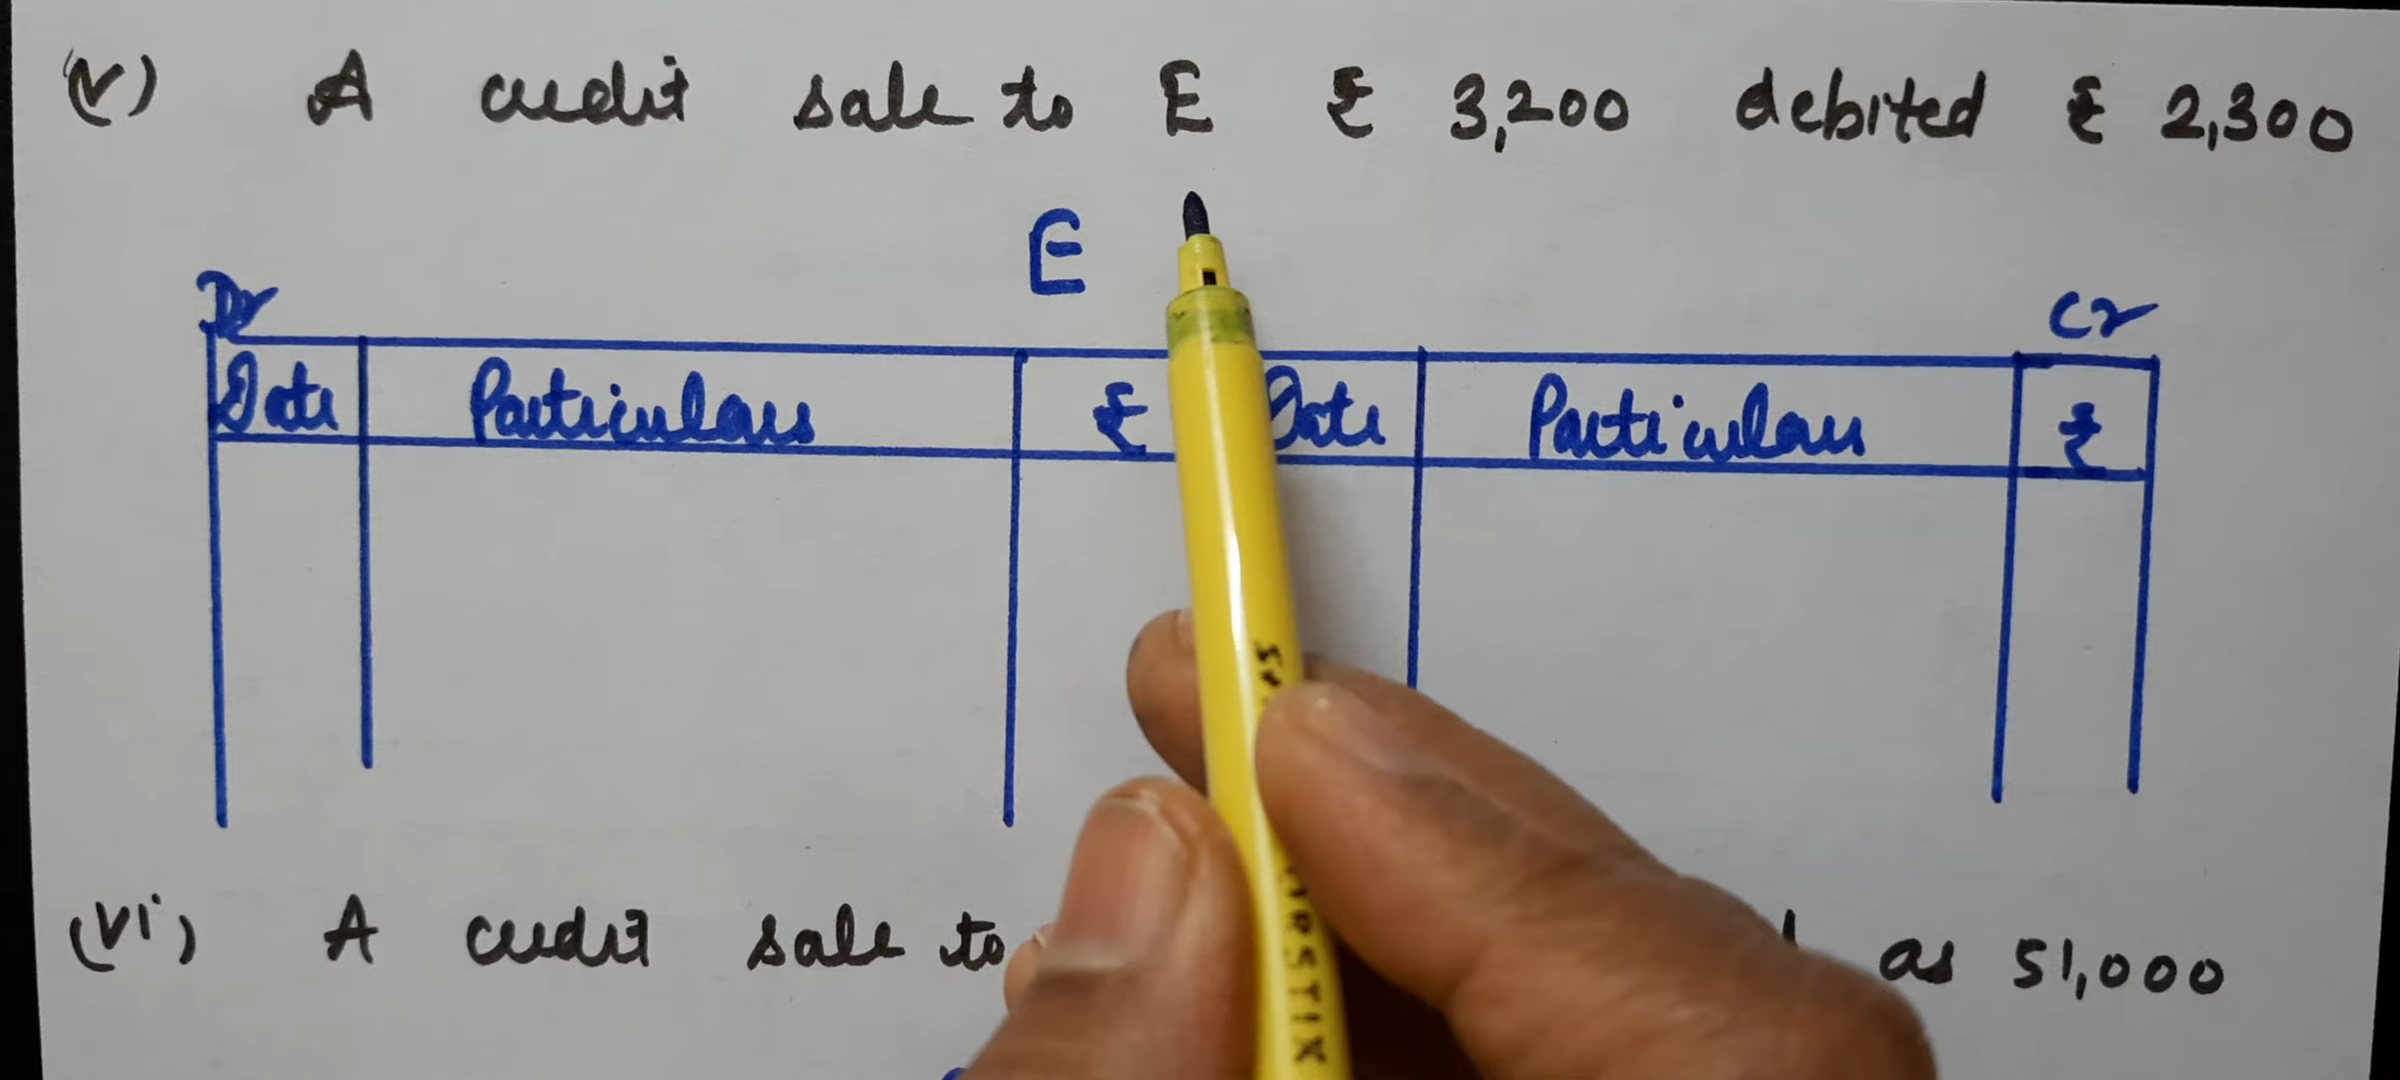 (v) A credit sale to E ₹ 3,200 debited ₹ 2,300
E
Dr Cr
Date Particulars ₹ Date Particulars ₹
(vi) A credit sale to as 51,000